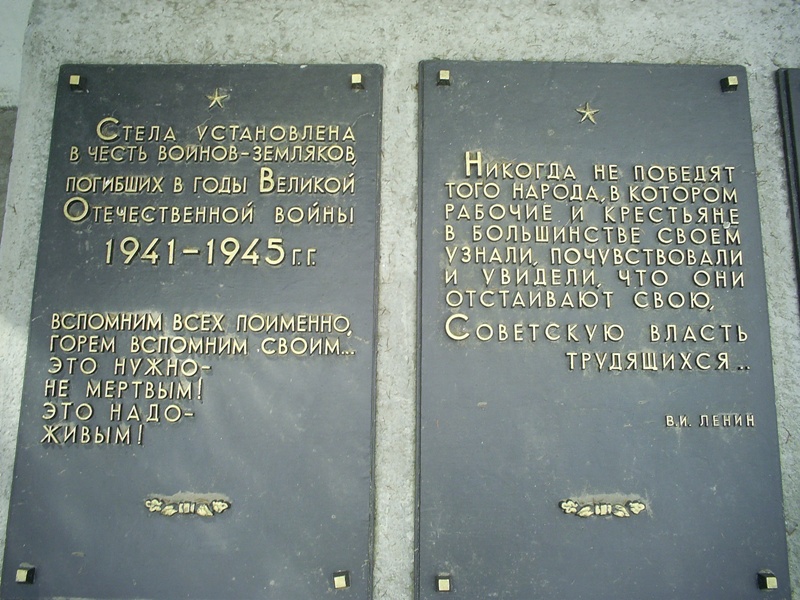 СТЕЛА УСТАНОВЛЕНА
В ЧЕСТЬ ВОИНОВ-ЗЕМЛЯКОВ,
ПОГИБШИХ В ГОДЫ ВЕЛИКОЙ
ОТЕЧЕСТВЕННОЙ ВОЙНЫ
1941-1945 Г.Г.
ВСПОМНИМ ВСЕХ ПОИМЕННО,
ГОРЕМ ВСПОМНИМ СВОИМ...
ЭТО НУЖНО-
НЕ МЕРТВЫМ!
ЭТО НАДО-
ЖИВЫМ!
НИКОГДА НЕ ПОБЕДЯТ
ТОГО НАРОДА, В КОТОРОМ
РАБОЧИЕ И КРЕСТЬЯНЕ
В БОЛЬШИНСТВЕ СВОЕМ
УЗНАЛИ, ПОЧУВСТВОВАЛИ
И УВИДЕЛИ, ЧТО ОНИ
ОТСТАИВАЮТ СВОЮ,
СОВЕТСКУЮ ВЛАСТЬ
ТРУДЯЩИХСЯ..
В.И. ЛЕНИН